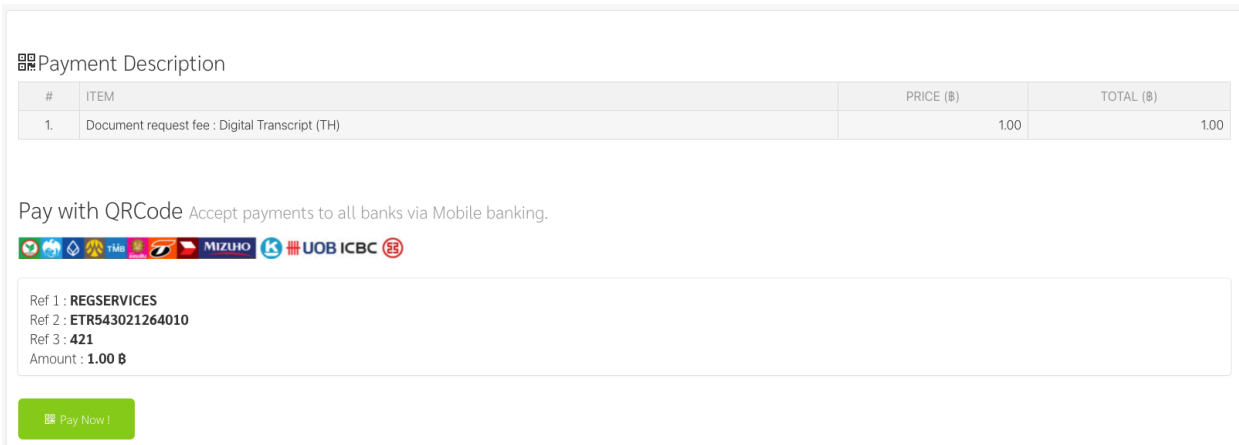 Payment Description
# ITEM PRICE (฿) TOTAL (฿)
1. Document request fee : Digital Transcript (TH) 1.00 1.00
Pay with QRCode Accept payments to all banks via Mobile banking.
TMB MIZUHO K UOB ICBC
Ref 1 : REGSERVICES
Ref 2 : ETR543021264010
Ref 3 : 421
Amount : 1.00 ฿
Pay Now !